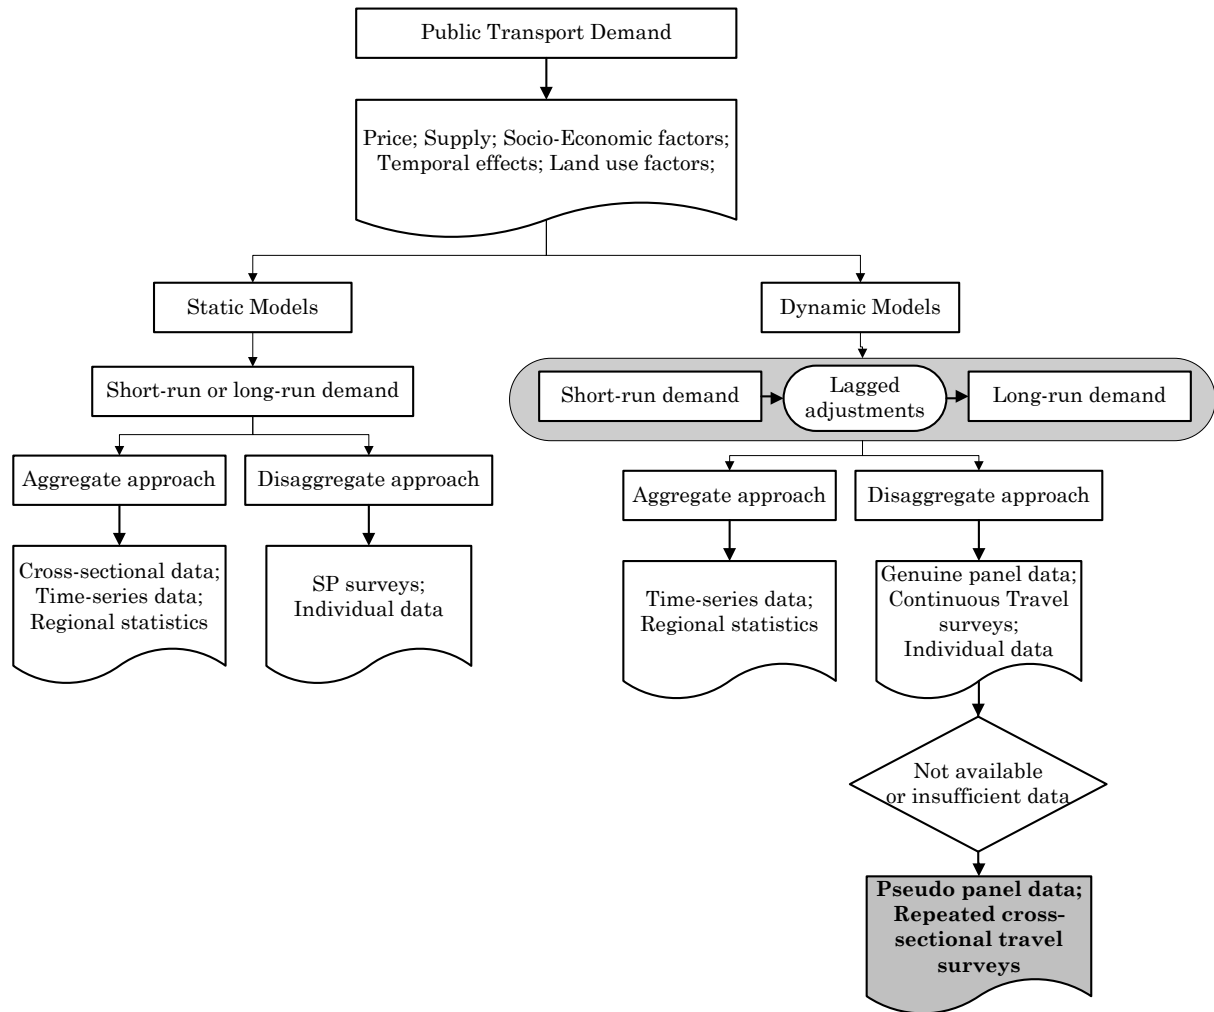 Public Transport Demand
Price; Supply; Socio-Economic factors;
Temporal effects; Land use factors;
Static Models
Dynamic Models
Short-run or long-run demand
Short-run demand
Lagged
adjustments
Long-run demand
Aggregate approach
Disaggregate approach
Aggregate approach
Disaggregate approach
Cross-sectional data;
Time-series data;
Regional statistics
SP surveys;
Individual data
Time-series data;
Regional statistics
Genuine panel data;
Continuous Travel
surveys;
Individual data
Not available
or insufficient data
Pseudo panel data;
Repeated cross-
sectional travel
surveys